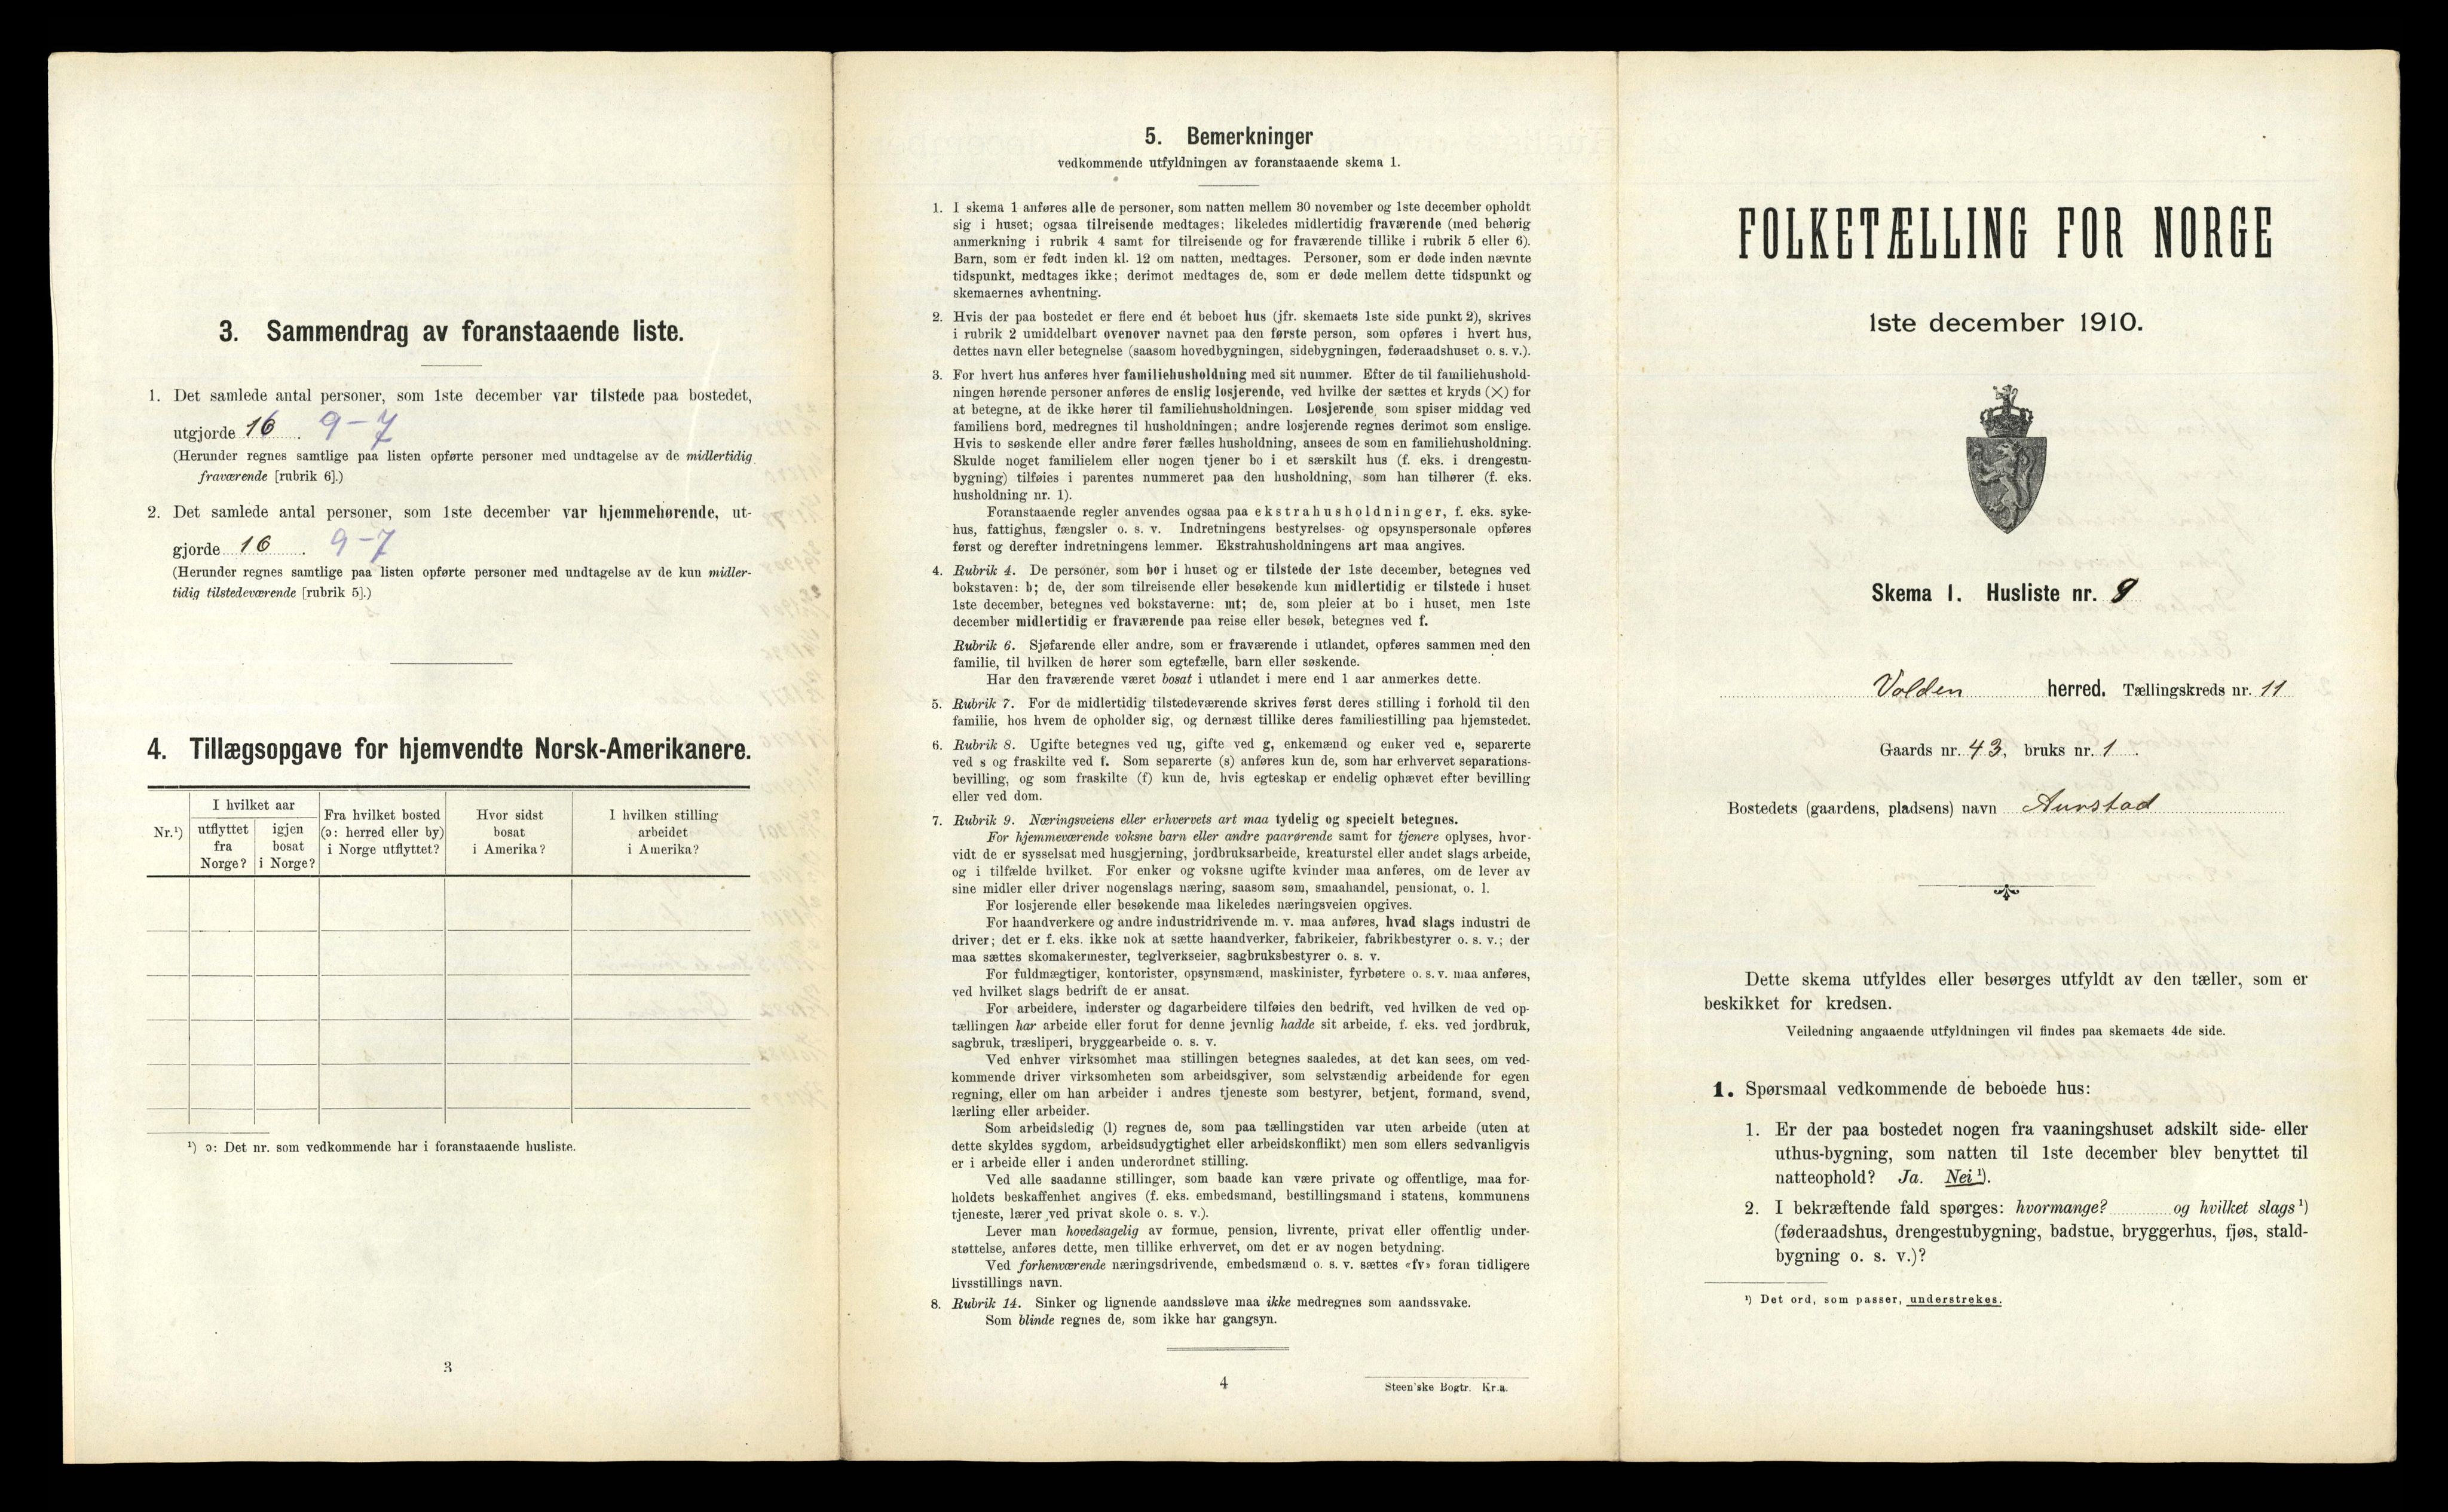 3. Sammendrag av foranstaaende liste.
1. Det samlede antal personer, som 1ste december var tilstede paa bostedet,
utgjorde 16 . 9-7
(Herunder regnes samtlige paa listen opførte personer med undtagelse av de midlertidig
fraværende [rubrik 6].)
2. Det samlede antal personer, som 1ste december var hjemmehørende, ut-
gjorde 16 . 9-7
(Herunder regnes samtlige paa listen opførte personer med undtagelse av de kun midler-
tidig tilstedeværende [rubrik 5].)
4. Tillægsopgave for hjemvendte Norsk-Amerikanere.
Nr.¹)
I hvilket aar
utflyttet
fra
Norge?
igjen
bosat
i Norge?
Fra hvilket bosted
(ɔ: herred eller by)
i Norge utflyttet?
Hvor sidst
bosat
i Amerika?
I hvilken stilling
arbeidet
i Amerika?
¹) ɔ: Det nr. som vedkommende har i foranstaaende husliste.
3
5. Bemerkninger
vedkommende utfyldningen av foranstaaende skema 1.
1. I skema 1 anføres alle de personer, som natten mellem 30 november og 1ste december opholdt
sig i huset; ogsaa tilreisende medtages; likeledes midlertidig fraværende (med behørig
anmerkning i rubrik 4 samt for tilreisende og for fraværende tillike i rubrik 5 eller 6).
Barn, som er født inden kl. 12 om natten, medtages. Personer, som er døde inden nævnte
tidspunkt, medtages ikke; derimot medtages de, som er døde mellem dette tidspunkt og
skemaernes avhentning.
2. Hvis der paa bostedet er flere end ét beboet hus (jfr. skemaets 1ste side punkt 2), skrives
i rubrik 2 umiddelbart ovenover navnet paa den første person, som opføres i hvert hus,
dettes navn eller betegnelse (saasom hovedbygningen, sidebygningen, føderaadshuset o. s. v.).
3. For hvert hus anføres hver familiehusholdning med sit nummer. Efter de til familiehushold-
ningen hørende personer anføres de enslig losjerende, ved hvilke der sættes et kryds (×) for
at betegne, at de ikke hører til familiehusholdningen. Losjerende, som spiser middag ved
familiens bord, medregnes til husholdningen; andre losjerende regnes derimot som enslige.
Hvis to søskende eller andre fører fælles husholdning, ansees de som en familiehusholdning.
Skulde noget familielem eller nogen tjener bo i et særskilt hus (f. eks. i drengestu-
bygning) tilføies i parentes nummeret paa den husholdning, som han tilhører (f. eks.
husholdning nr. 1).
Foranstaaende regler anvendes ogsaa paa ekstrahusholdninger, f. eks. syke-
hus, fattighus, fængsler o. s. v. Indretningens bestyrelses- og opsynspersonale opføres
først og derefter indretningens lemmer. Ekstrahusholdningens art maa angives.
4. Rubrik 4. De personer, som bor i huset og er tilstede der 1ste december, betegnes ved
bokstaven: b; de, der som tilreisende eller besøkende kun midlertidig er tilstede i huset
1ste december, betegnes ved bokstaverne: mt; de, som pleier at bo i huset, men 1ste
december midlertidig er fraværende paa reise eller besøk, betegnes ved f.
Rubrik 6. Sjøfarende eller andre, som er fraværende i utlandet, opføres sammen med den
familie, til hvilken de hører som egtefælle, barn eller søskende.
Har den fraværende været bosat i utlandet i mere end 1 aar anmerkes dette.
5. Rubrik 7. For de midlertidig tilstedeværende skrives først deres stilling i forhold til den
familie, hos hvem de opholder sig, og dernæst tillike deres familiestilling paa hjemstedet.
6. Rubrik 8. Ugifte betegnes ved ug, gifte ved g, enkemænd og enker ved e, separerte
ved s og fraskilte ved f. Som separerte (s) anføres kun de, som har erhvervet separations-
bevilling, og som fraskilte (f) kun de, hvis egteskap er endelig ophævet efter bevilling
eller ved dom.
7. Rubrik 9. Næringsveiens eller erhvervets art maa tydelig og specielt betegnes.
For hjemmeværende voksne barn eller andre paarørende samt for tjenere oplyses, hvor-
vidt de er sysselsat med husgjerning, jordbruksarbeide, kreaturstel eller andet slags arbeide,
og i tilfælde hvilket. For enker og voksne ugifte kvinder maa anføres, om de lever av
sine midler eller driver nogenslags næring, saasom søm, smaahandel, pensionat, o. l.
For losjerende eller besøkende maa likeledes næringsveien opgives.
For haandverkere og andre industridrivende m. v. maa anføres, hvad slags industri de
driver; det er f. eks. ikke nok at sætte haandverker, fabrikeier, fabrikbestyrer o. s. v.; der
maa sættes skomakermester, teglverkseier, sagbruksbestyrer o. s. v.
For fuldmægtiger, kontorister, opsynsmænd, maskinister, fyrbøtere o. s. v. maa anføres,
ved hvilket slags bedrift de er ansat.
For arbeidere, inderster og dagarbeidere tilføies den bedrift, ved hvilken de ved op-
tællingen har arbeide eller forut for denne jevnlig hadde sit arbeide, f. eks. ved jordbruk,
sagbruk, træsliperi, bryggearbeide o. s. v.
Ved enhver virksomhet maa stillingen betegnes saaledes, at det kan sees, om ved-
kommende driver virksomheten som arbeidsgiver, som selvstændig arbeidende for egen
regning, eller om han arbeider i andres tjeneste som bestyrer, betjent, formand, svend,
lærling eller arbeider.
Som arbeidsledig (l) regnes de, som paa tællingstiden var uten arbeide (uten at
dette skyldes sygdom, arbeidsudygtighet eller arbeidskonflikt) men som ellers sedvanligvis
er i arbeide eller i anden underordnet stilling.
Ved alle saadanne stillinger, som baade kan være private og offentlige, maa for-
holdets beskaffenhet angives (f. eks. embedsmand, bestillingsmand i statens, kommunens
tjeneste, lærer ved privat skole o. s. v.).
Lever man hovedsagelig av formue, pension, livrente, privat eller offentlig under-
støttelse, anføres dette, men tillike erhvervet, om det er av nogen betydning.
Ved forhenværende næringsdrivende, embedsmænd o. s. v. sættes «fv» foran tidligere
livsstillings navn.
8. Rubrik 14. Sinker og lignende aandssløve maa ikke medregnes som aandssvake.
Som blinde regnes de, som ikke har gangsyn.
4
Steen'ske Bogtr. Kr.a.
FOLKETÆLLING FOR NORGE
1ste december 1910.
Skema 1. Husliste nr. 9
Volden herred. Tællingskreds nr. 11
Gaards nr. 43, bruks nr. 1.
Bostedets (gaardens, pladsens) navn Aurstad
Dette skema utfyldes eller besørges utfyldt av den tæller, som er
beskikket for kredsen.
Veiledning angaaende utfyldningen vil findes paa skemaets 4de side.
1. Spørsmaal vedkommende de beboede hus:
1. Er der paa bostedet nogen fra vaaningshuset adskilt side- eller
uthus-bygning, som natten til 1ste december blev benyttet til
natteophold? Ja. Nei ¹).
2. I bekræftende fald spørges: hvormange? og hvilket slags ¹)
(føderaadshus, drengestubygning, badstue, bryggerhus, fjøs, stald-
bygning o. s. v.)?
¹) Det ord, som passer, understrekes.